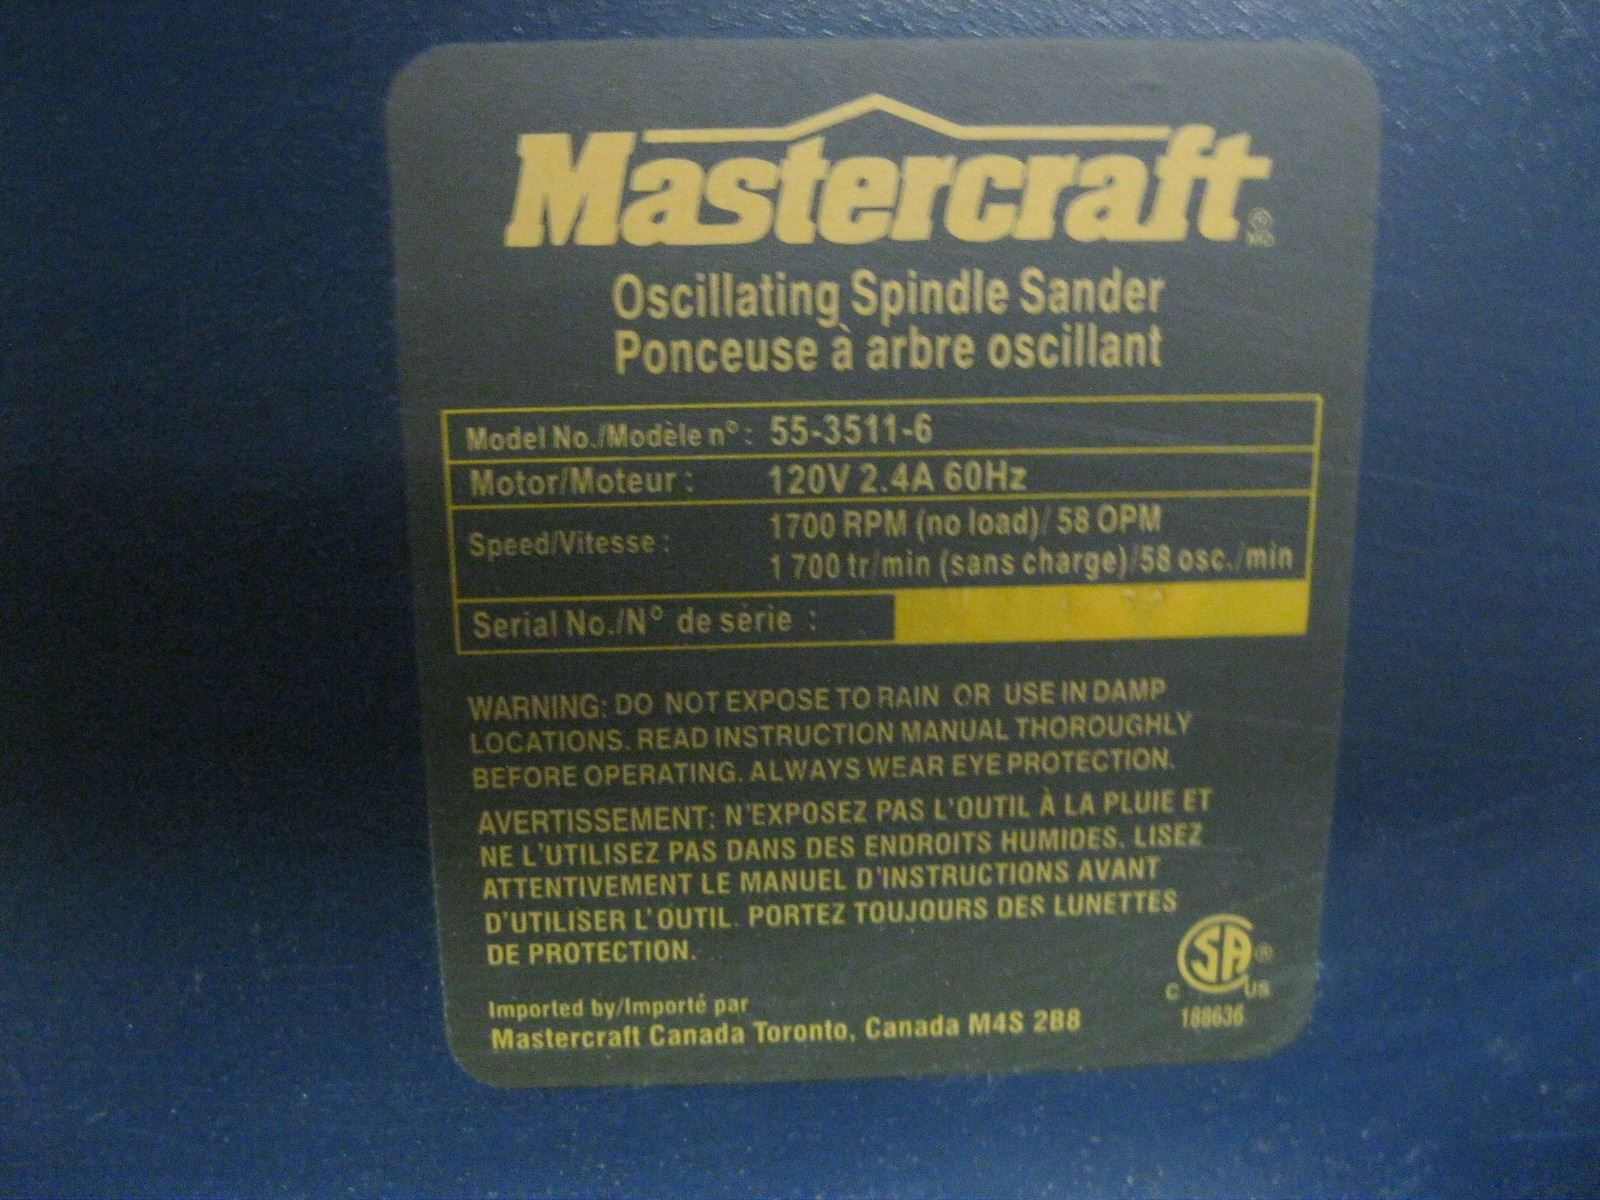 Mastercraft ®
MD
Oscillating Spindle Sander
Ponceuse à arbre oscillant
Model No./Modèle n° : 55-3511-6
Motor/Moteur : 120V 2.4A 60Hz
Speed/Vitesse : 1700 RPM (no load)/ 58 OPM
1 700 tr/min (sans charge)/58 osc./min
Serial No./N° de série :
WARNING: DO NOT EXPOSE TO RAIN OR USE IN DAMP
LOCATIONS. READ INSTRUCTION MANUAL THOROUGHLY
BEFORE OPERATING. ALWAYS WEAR EYE PROTECTION.
AVERTISSEMENT: N'EXPOSEZ PAS L'OUTIL À LA PLUIE ET
NE L'UTILISEZ PAS DANS DES ENDROITS HUMIDES. LISEZ
ATTENTIVEMENT LE MANUEL D'INSTRUCTIONS AVANT
D'UTILISER L'OUTIL. PORTEZ TOUJOURS DES LUNETTES
DE PROTECTION.
SA ®
C US
188636
Imported by/Importé par
Mastercraft Canada Toronto, Canada M4S 2B8